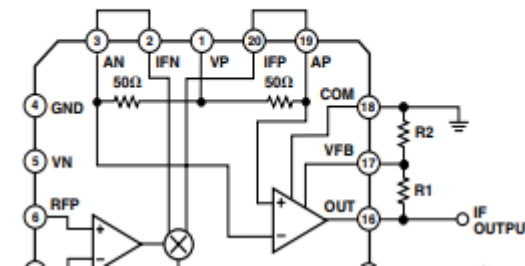 3 2 1 20 19
AN IFN VP IFP AP
50Ω 50Ω
4 GND
COM 18
R2
5 VN
VFB 17
R1
6 RFP
OUT 16
IF
OUTPU
+ +
− −